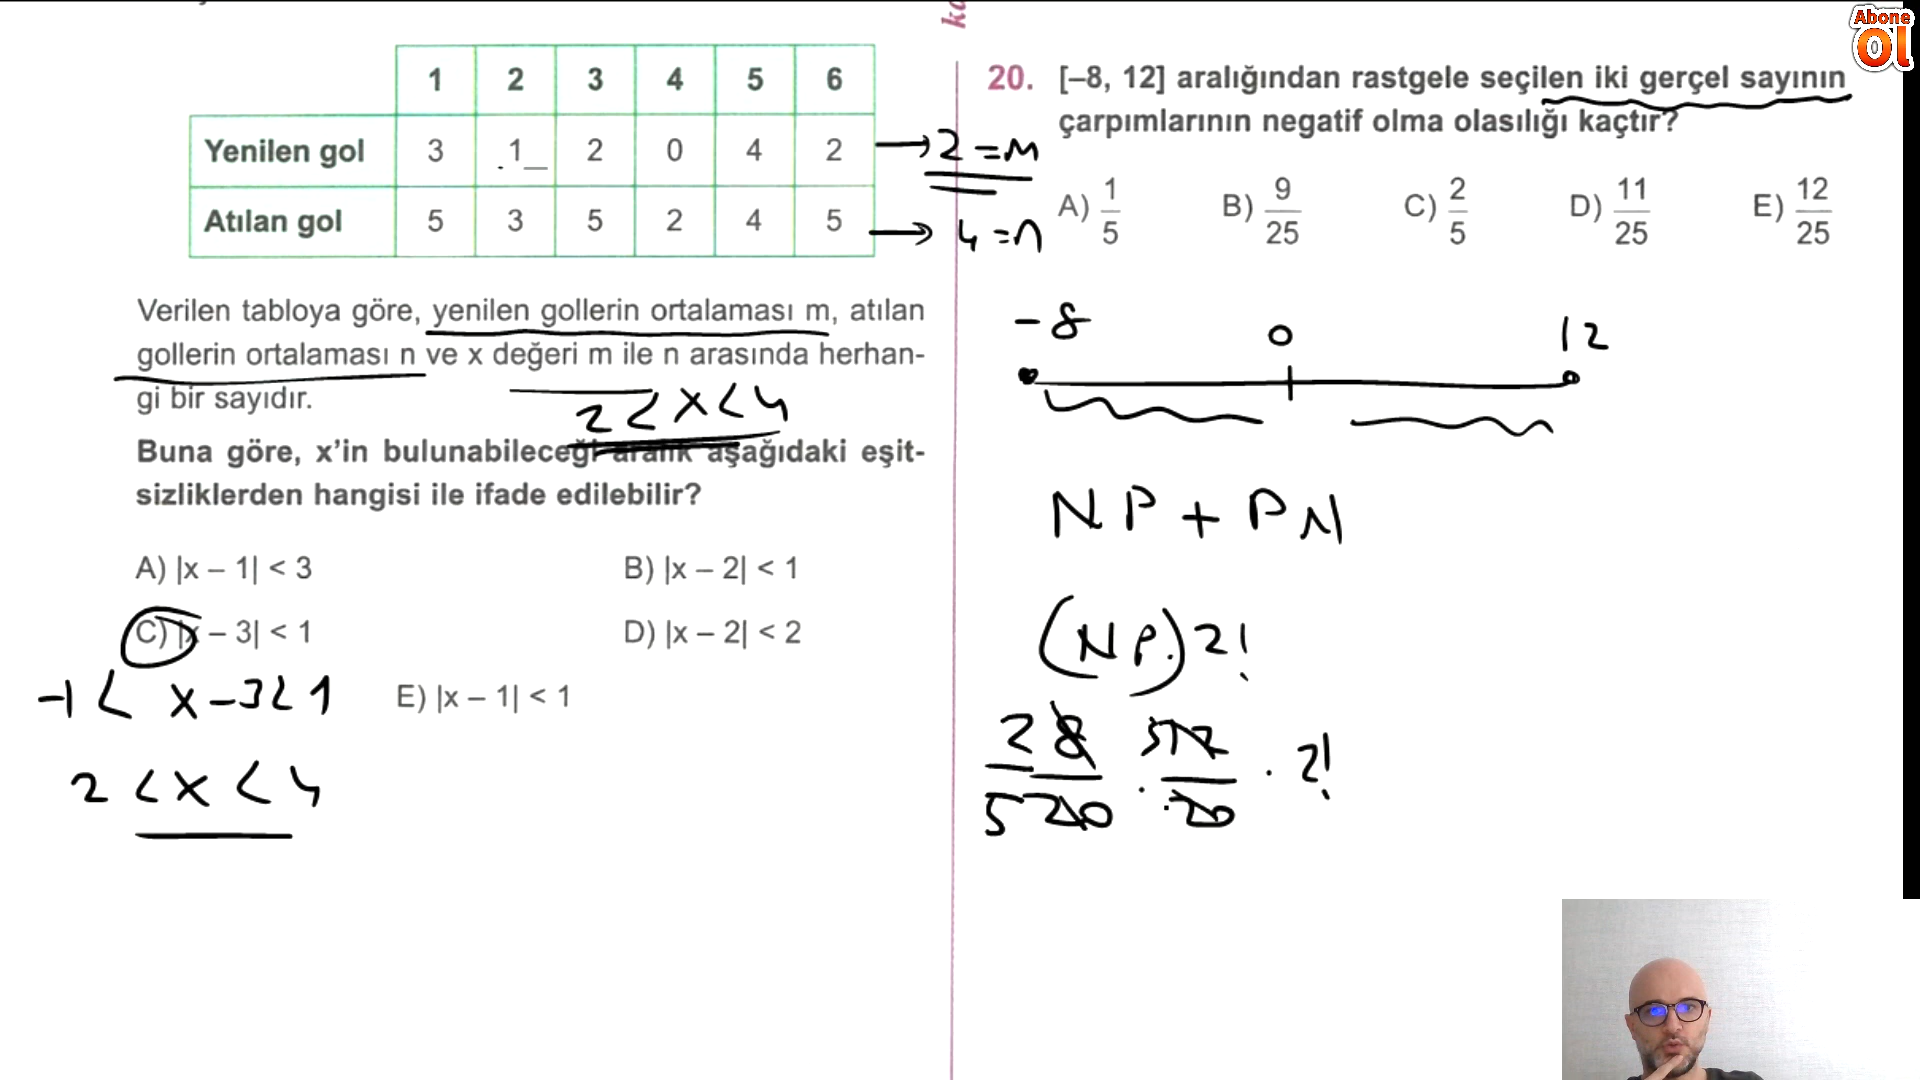 1 2 3 4 5 6
Yenilen gol 3 1 2 0 4 2 → 2 = m
Atılan gol 5 3 5 2 4 5 → 4 = n
Verilen tabloya göre, yenilen gollerin ortalaması m, atılan
gollerin ortalaması n ve x değeri m ile n arasında herhan-
gi bir sayıdır.
2 < x < 4
Buna göre, x'in bulunabileceği aralık aşağıdaki eşit-
sizliklerden hangisi ile ifade edilebilir?
A) |x – 1| < 3 B) |x – 2| < 1
C) |x – 3| < 1 D) |x – 2| < 2
-1 < x - 3 < 1 E) |x – 1| < 1
2 < x < 4
Abone
Ol
20. [–8, 12] aralığından rastgele seçilen iki gerçel sayının
çarpımlarının negatif olma olasılığı kaçtır?
A) 1/5 B) 9/25 C) 2/5 D) 11/25 E) 12/25
-8 0 12
NP + PN
(NP) 2!
2 8 3 12
5 20 . 20 . 2!